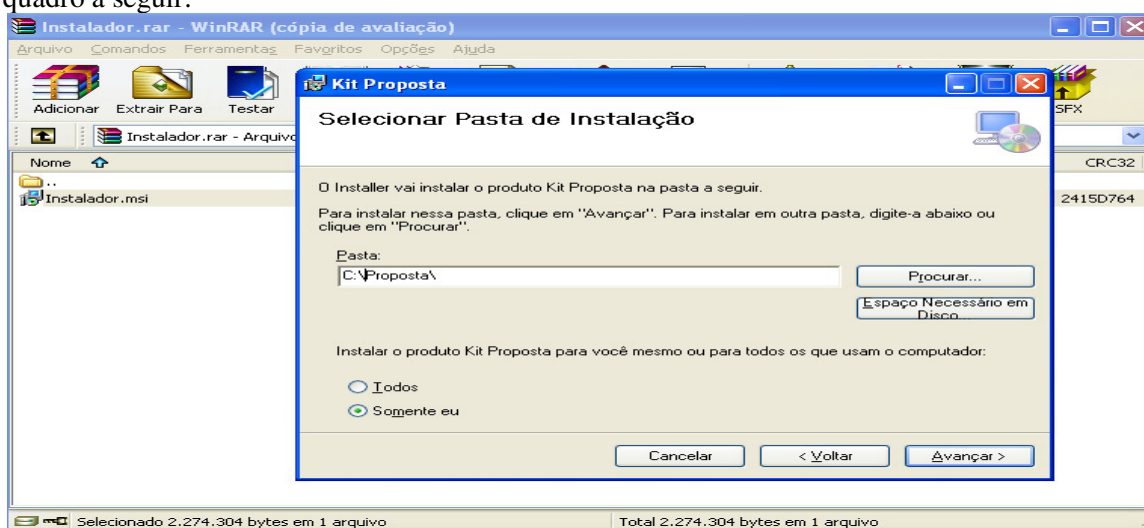 quadro a seguir:
Instalador.rar - WinRAR (cópia de avaliação)
Arquivo Comandos Ferramentas Favoritos Opções Ajuda
Adicionar Extrair Para Testar SFX
Instalador.rar - Arquivo
Nome CRC32
..
Instalador.msi 2415D764
Kit Proposta
Selecionar Pasta de Instalação
O Installer vai instalar o produto Kit Proposta na pasta a seguir.
Para instalar nessa pasta, clique em "Avançar". Para instalar em outra pasta, digite-a abaixo ou
clique em "Procurar".
Pasta:
C:\Proposta\
Procurar...
Espaço Necessário em
Disco...
Instalar o produto Kit Proposta para você mesmo ou para todos os que usam o computador:
Todos
Somente eu
Cancelar < Voltar Avançar >
Selecionado 2.274.304 bytes em 1 arquivo Total 2.274.304 bytes em 1 arquivo